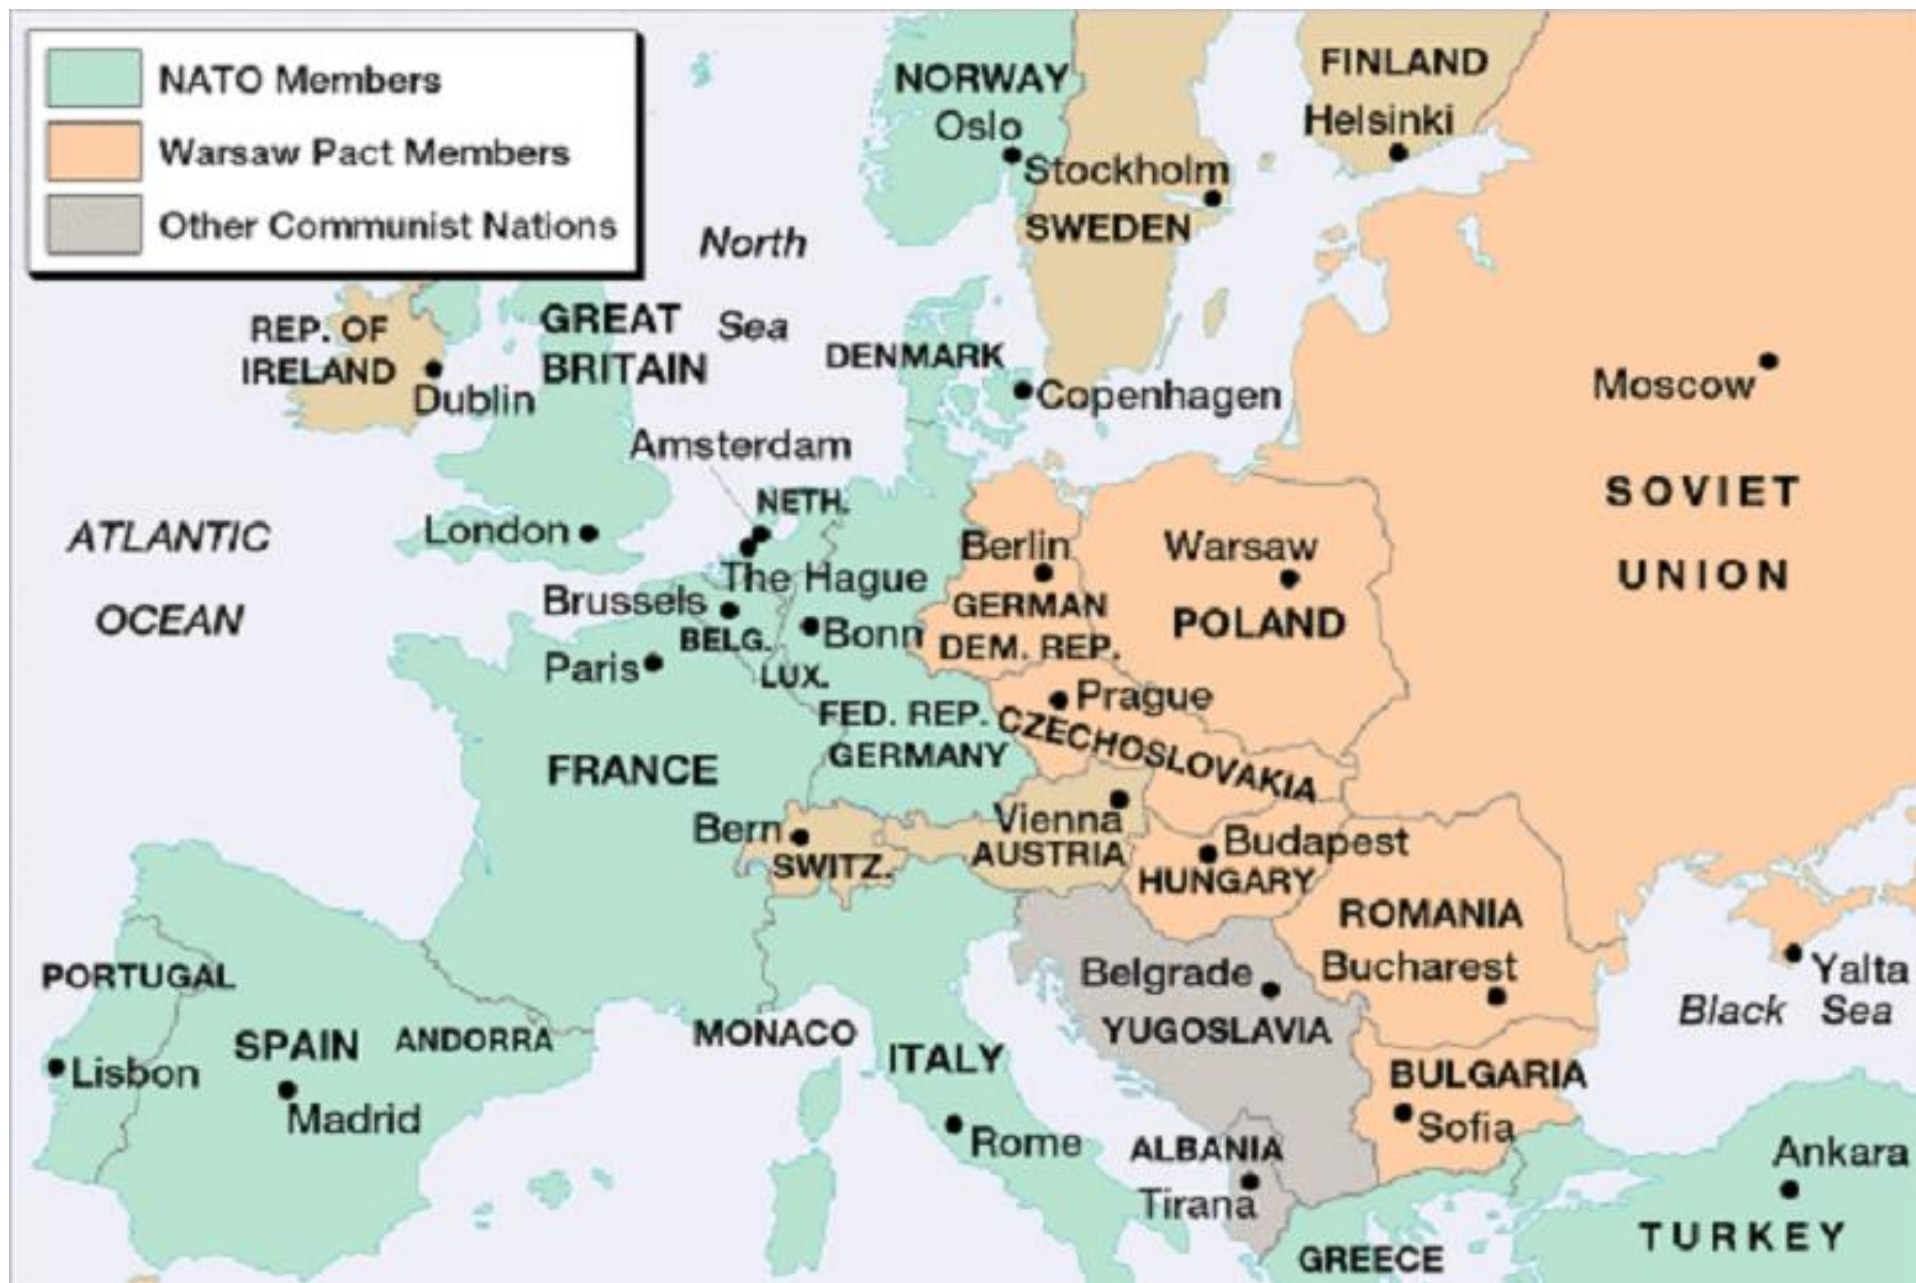 NATO Members
Warsaw Pact Members
Other Communist Nations
NORWAY
Oslo
FINLAND
Helsinki
Stockholm
SWEDEN
North
Sea
REP. OF
IRELAND
Dublin
GREAT
BRITAIN
DENMARK
Copenhagen
Moscow
SOVIET
UNION
Amsterdam
NETH.
ATLANTIC
OCEAN
London
The Hague
Brussels
BELG.
Bonn
LUX.
Paris
Berlin
GERMAN
DEM. REP.
Warsaw
POLAND
Prague
CZECHOSLOVAKIA
FED. REP.
GERMANY
FRANCE
Bern
SWITZ.
Vienna
AUSTRIA
Budapest
HUNGARY
ROMANIA
Bucharest
Belgrade
YUGOSLAVIA
Yalta
Black Sea
PORTUGAL
Lisbon
SPAIN
Madrid
ANDORRA
MONACO
ITALY
Rome
BULGARIA
Sofia
ALBANIA
Tirana
GREECE
Ankara
TURKEY